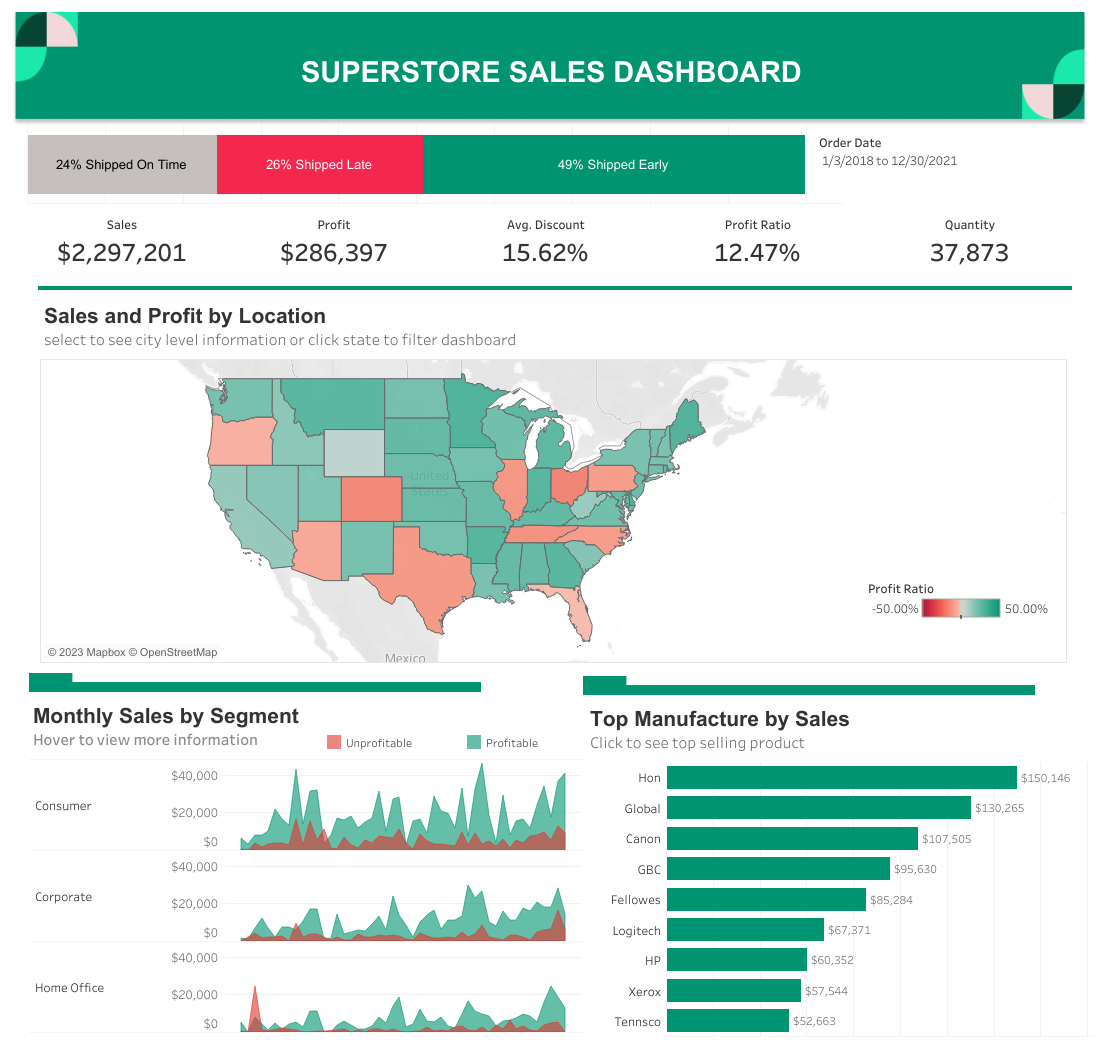 SUPERSTORE SALES DASHBOARD
24% Shipped On Time
26% Shipped Late
49% Shipped Early
Order Date
1/3/2018 to 12/30/2021
Sales
Profit
Avg. Discount
Profit Ratio
Quantity
$2,297,201
$286,397
15.62%
12.47%
37,873
Sales and Profit by Location
select to see city level information or click state to filter dashboard
United
States
Profit Ratio
-50.00%
50.00%
© 2023 Mapbox © OpenStreetMap
Mexico
Monthly Sales by Segment
Hover to view more information
Unprofitable
Profitable
Consumer
$40,000
$20,000
$0
Corporate
$40,000
$20,000
$0
Home Office
$40,000
$20,000
$0
Top Manufacture by Sales
Click to see top selling product
Hon $150,146
Global $130,265
Canon $107,505
GBC $95,630
Fellowes $85,284
Logitech $67,371
HP $60,352
Xerox $57,544
Tennsco $52,663